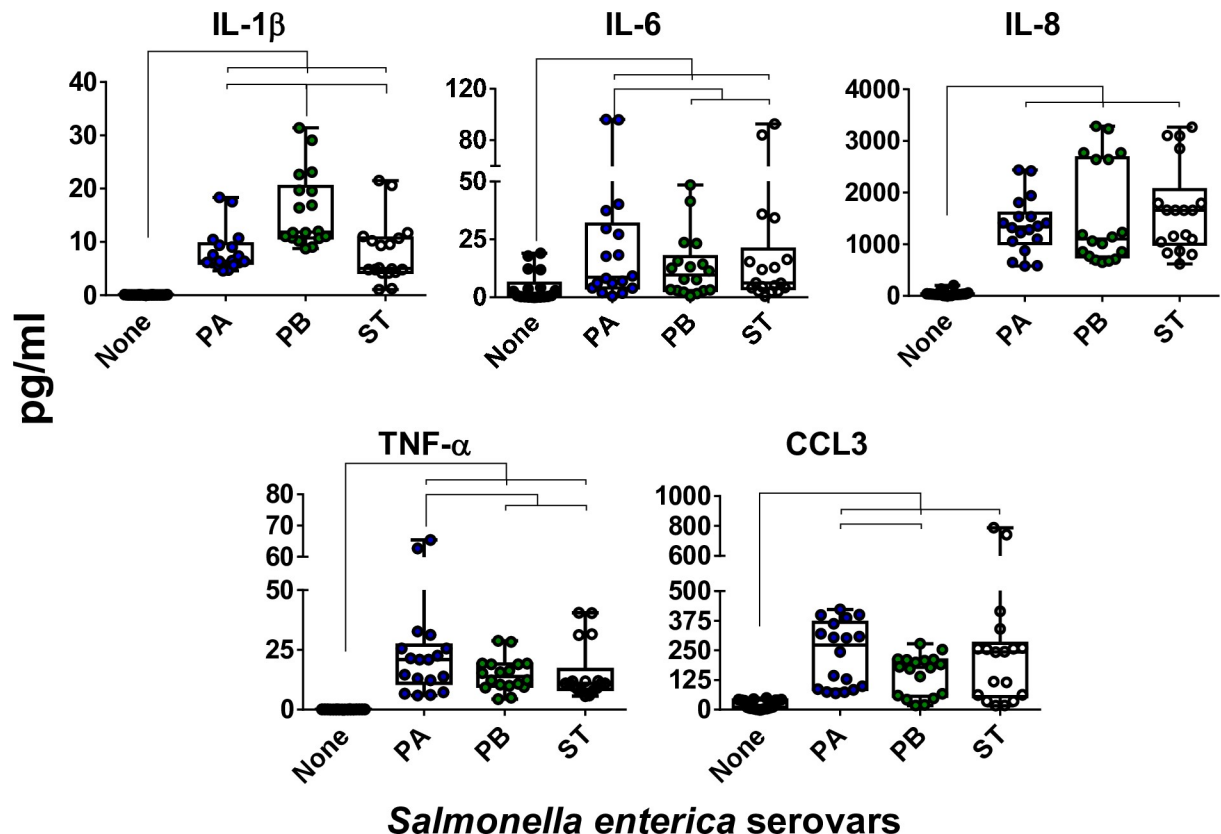 IL-1β
40
30
20
10
0
None
PA
PB
ST
IL-6
120
80
50
25
0
None
PA
PB
ST
IL-8
4000
3000
2000
1000
0
None
PA
PB
ST
pg/ml
TNF-α
80
70
60
50
25
0
None
PA
PB
ST
CCL3
1000
800
600
500
375
250
125
0
None
PA
PB
ST
Salmonella enterica serovars